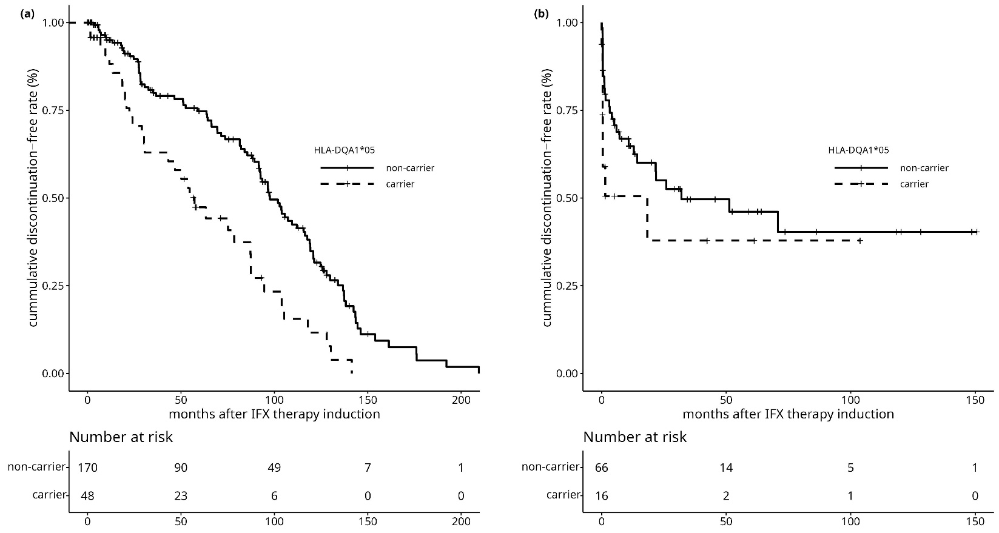 (a)
cummulative discontinuation−free rate (%)
1.00
0.75
0.50
0.25
0.00
HLA-DQA1*05
non-carrier
carrier
0 50 100 150 200
months after IFX therapy induction
Number at risk
non-carrier 170 90 49 7 1
carrier 48 23 6 0 0
0 50 100 150 200
(b)
cummulative discontinuation−free rate (%)
1.00
0.75
0.50
0.25
0.00
HLA-DQA1*05
non-carrier
carrier
0 50 100 150
months after IFX therapy induction
Number at risk
non-carrier 66 14 5 1
carrier 16 2 1 0
0 50 100 150